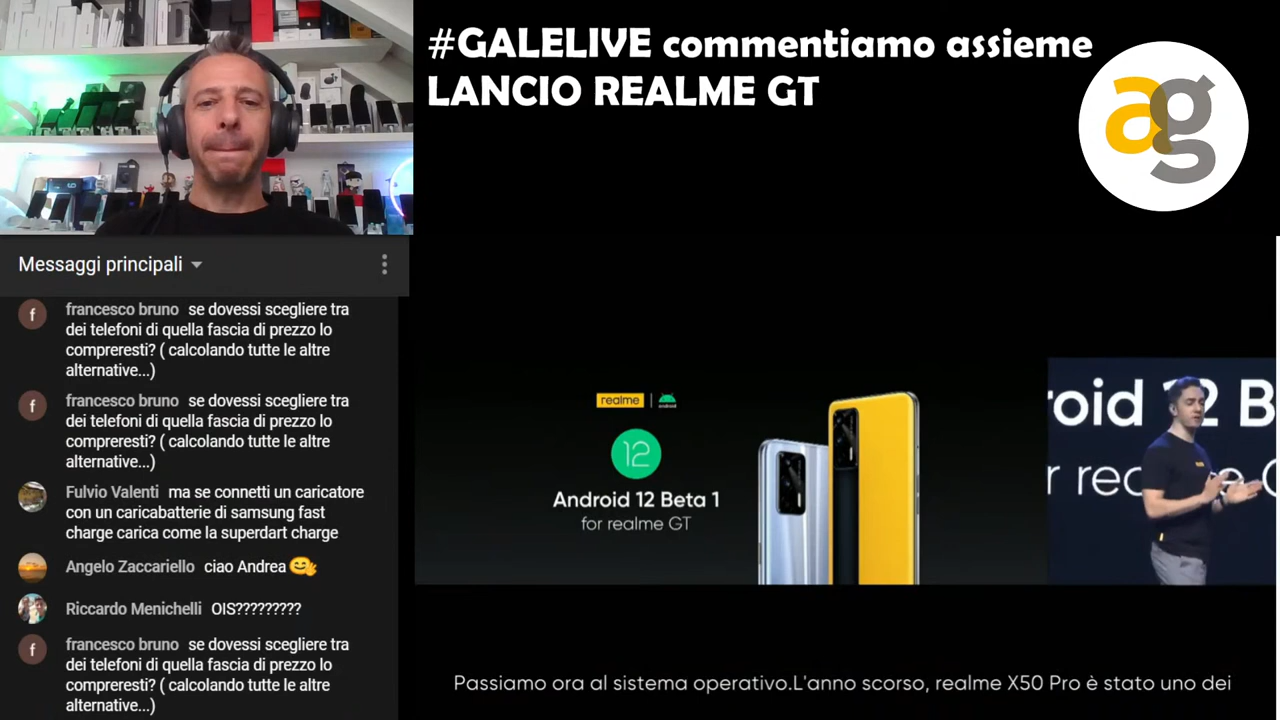 #GALELIVE commentiamo assieme
LANCIO REALME GT
ag
Messaggi principali
f
francesco bruno se dovessi scegliere tra
dei telefoni di quella fascia di prezzo lo
compreresti? ( calcolando tutte le altre
alternative...)
f
francesco bruno se dovessi scegliere tra
dei telefoni di quella fascia di prezzo lo
compreresti? ( calcolando tutte le altre
alternative...)
Fulvio Valenti ma se connetti un caricatore
con un caricabatterie di samsung fast
charge carica come la superdart charge
Angelo Zaccariello ciao Andrea
Riccardo Menichelli OIS?????????
f
francesco bruno se dovessi scegliere tra
dei telefoni di quella fascia di prezzo lo
compreresti? ( calcolando tutte le altre
alternative...)
realme | android
12
Android 12 Beta 1
for realme GT
roid 12 B
r rea e G
Passiamo ora al sistema operativo.L'anno scorso, realme X50 Pro è stato uno dei